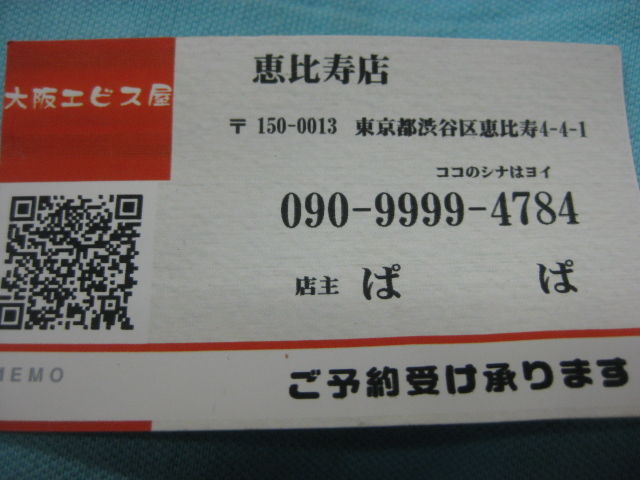 大阪エビス屋
恵比寿店
〒 150-0013 東京都渋谷区恵比寿4-4-1
ココのシナはヨイ
090-9999-4784
店主 ぱ ぱ
MEMO
ご予約受け承ります